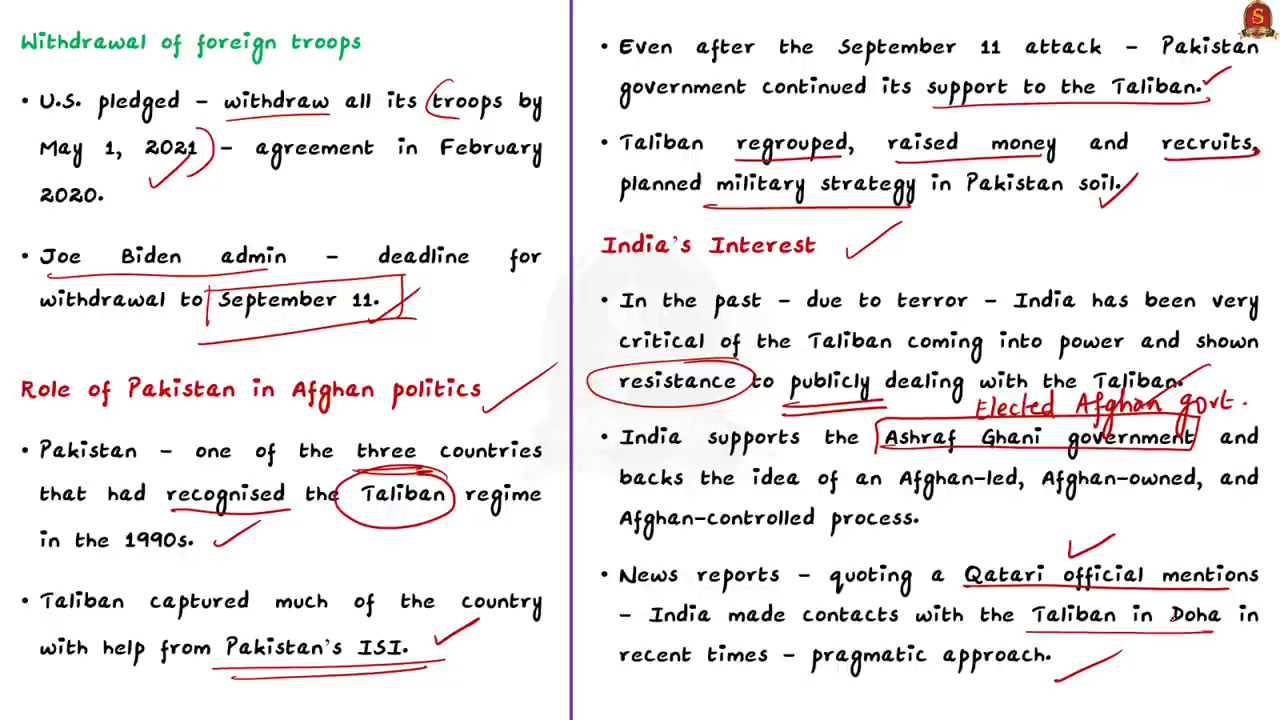 Withdrawal of foreign troops
• U.S. pledged - withdraw all its troops by
May 1, 2021 - agreement in February
2020.
• Joe Biden admin - deadline for
withdrawal to September 11.
Role of Pakistan in Afghan politics
• Pakistan - one of the three countries
that had recognised the Taliban regime
in the 1990s.
• Taliban captured much of the country
with help from Pakistan's ISI.
• Even after the September 11 attack - Pakistan
government continued its support to the Taliban.
• Taliban regrouped, raised money and recruits,
planned military strategy in Pakistan soil.
India's Interest
• In the past - due to terror - India has been very
critical of the Taliban coming into power and shown
resistance to publicly dealing with the Taliban.
Elected Afghan govt.
• India supports the Ashraf Ghani government and
backs the idea of an Afghan-led, Afghan-owned, and
Afghan-controlled process.
• News reports - quoting a Qatari official mentions
- India made contacts with the Taliban in Doha in
recent times - pragmatic approach.